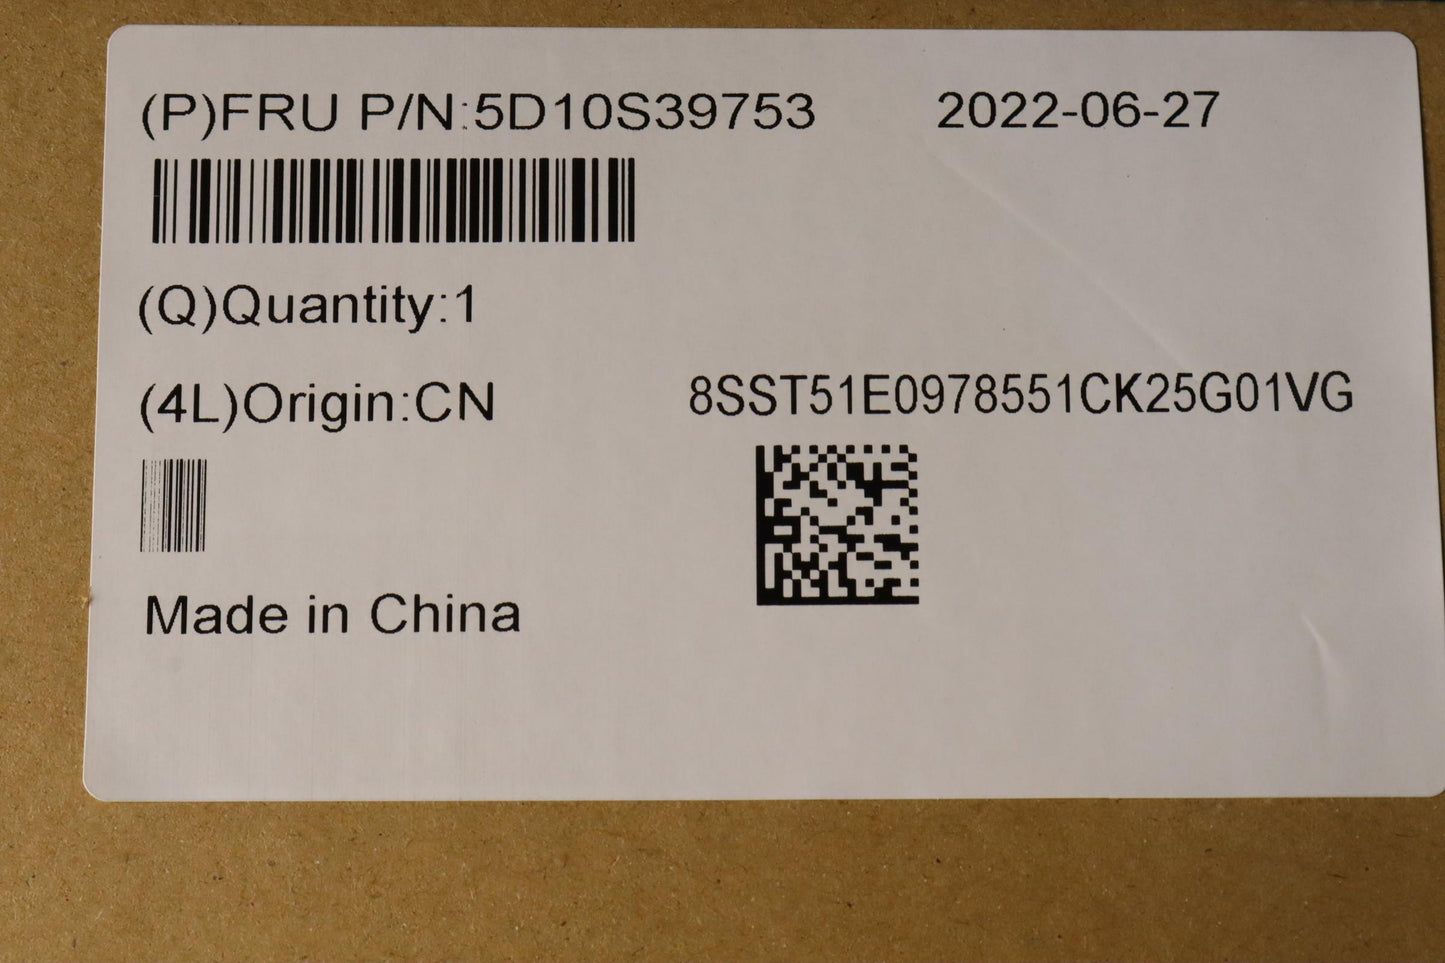 (P)FRU P/N:5D10S39753 2022-06-27
(Q)Quantity:1
(4L)Origin:CN 8SST51E0978551CK25G01VG
Made in China